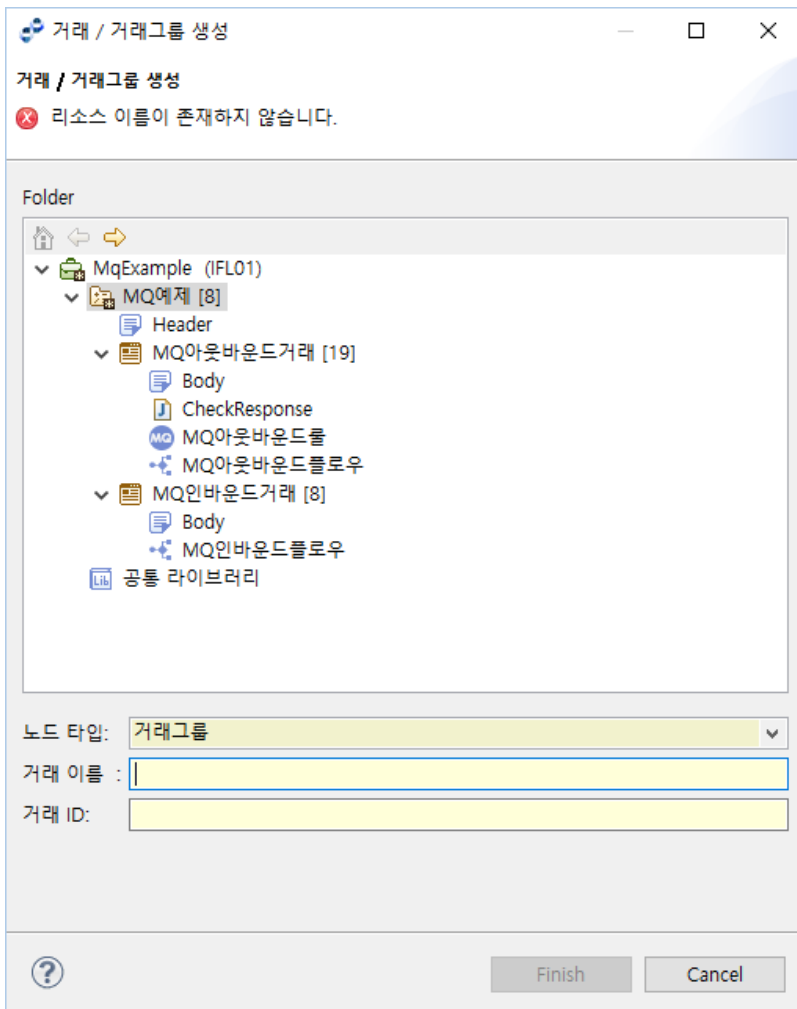 거래 / 거래그룹 생성
거래 / 거래그룹 생성
리소스 이름이 존재하지 않습니다.
Folder
MqExample (IFL01)
MQ예제 [8]
Header
MQ아웃바운드거래 [19]
Body
CheckResponse
MQ아웃바운드룰
MQ아웃바운드플로우
MQ인바운드거래 [8]
Body
MQ인바운드플로우
공통 라이브러리
노드 타입: 거래그룹
거래 이름 :
거래 ID:
Finish Cancel